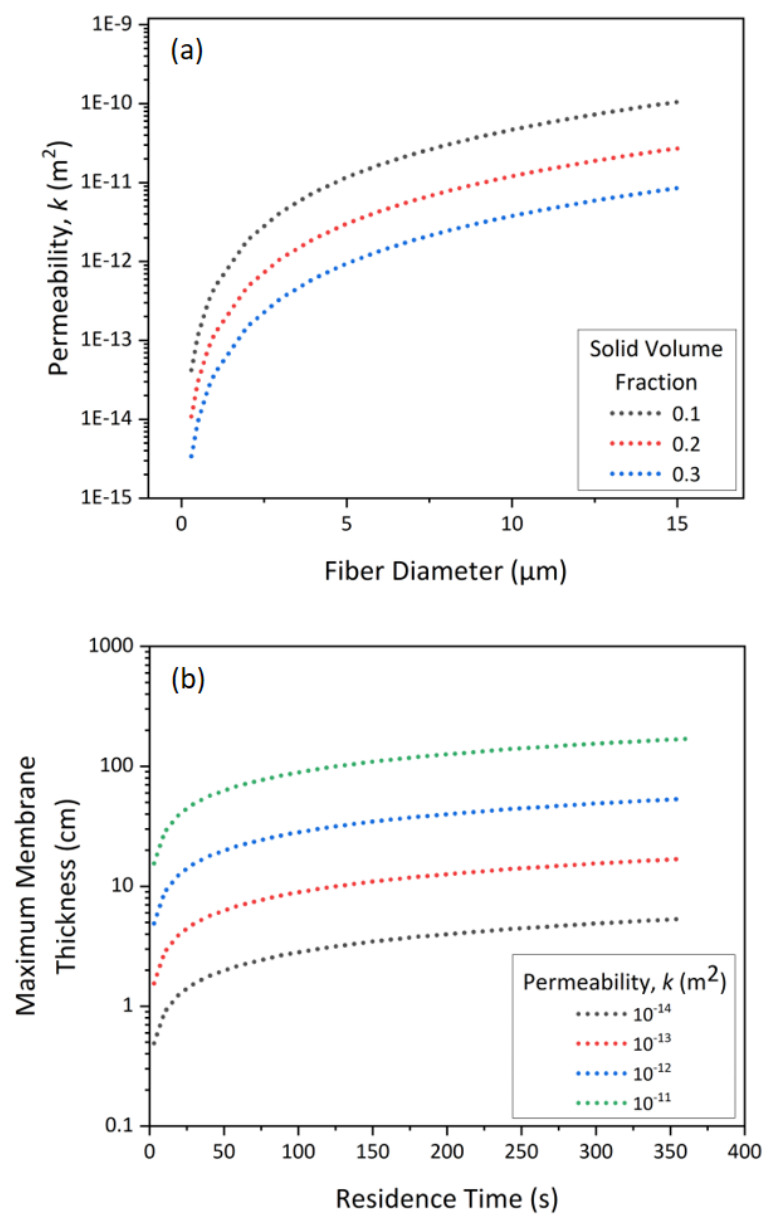 (a)
1E-9
1E-10
1E-11
1E-12
1E-13
1E-14
1E-15
Permeability, k (m²)
0
5
10
15
Fiber Diameter (μm)
Solid Volume
Fraction
0.1
0.2
0.3
(b)
1000
100
10
1
0.1
Maximum Membrane
Thickness (cm)
0
50
100
150
200
250
300
350
400
Residence Time (s)
Permeability, k (m²)
10⁻¹⁴
10⁻¹³
10⁻¹²
10⁻¹¹